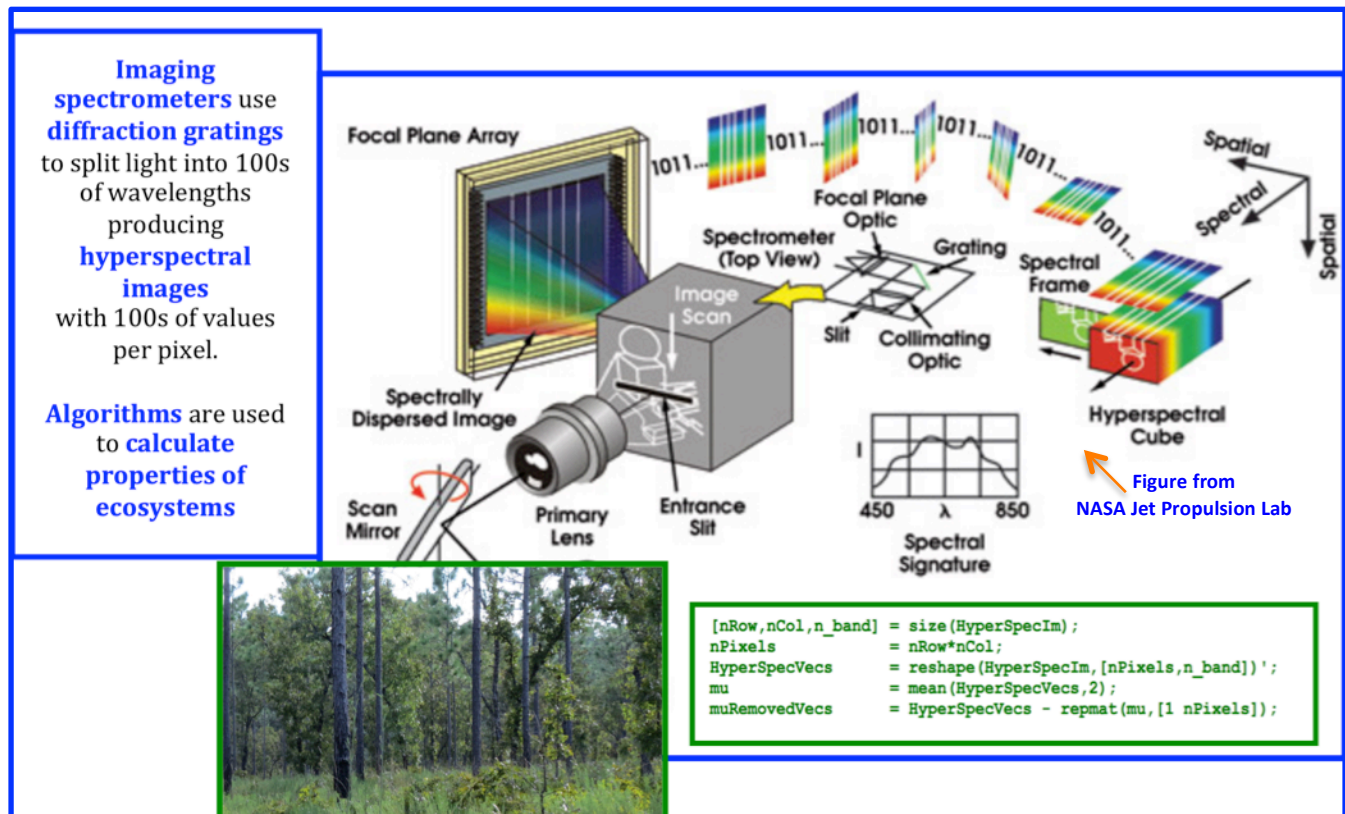 Imaging
spectrometers use
diffraction gratings
to split light into 100s
of wavelengths
producing
hyperspectral
images
with 100s of values
per pixel.
Algorithms are used
to calculate
properties of
ecosystems
Focal Plane Array
1011...
1011...
1011...
1011...
1011...
1011...
Spatial
Spectral
Spatial
Focal Plane
Optic
Spectrometer
(Top View)
Grating
Spectral
Frame
Image
Scan
Slit
Collimating
Optic
Spectrally
Dispersed Image
Hyperspectral
Cube
Figure from
NASA Jet Propulsion Lab
Scan
Mirror
Primary
Lens
Entrance
Slit
I
450 λ 850
Spectral
Signature
[nRow,nCol,n_band] = size(HyperSpecIm);
nPixels = nRow*nCol;
HyperSpecVecs = reshape(HyperSpecIm,[nPixels,n_band])';
mu = mean(HyperSpecVecs,2);
muRemovedVecs = HyperSpecVecs - repmat(mu,[1 nPixels]);